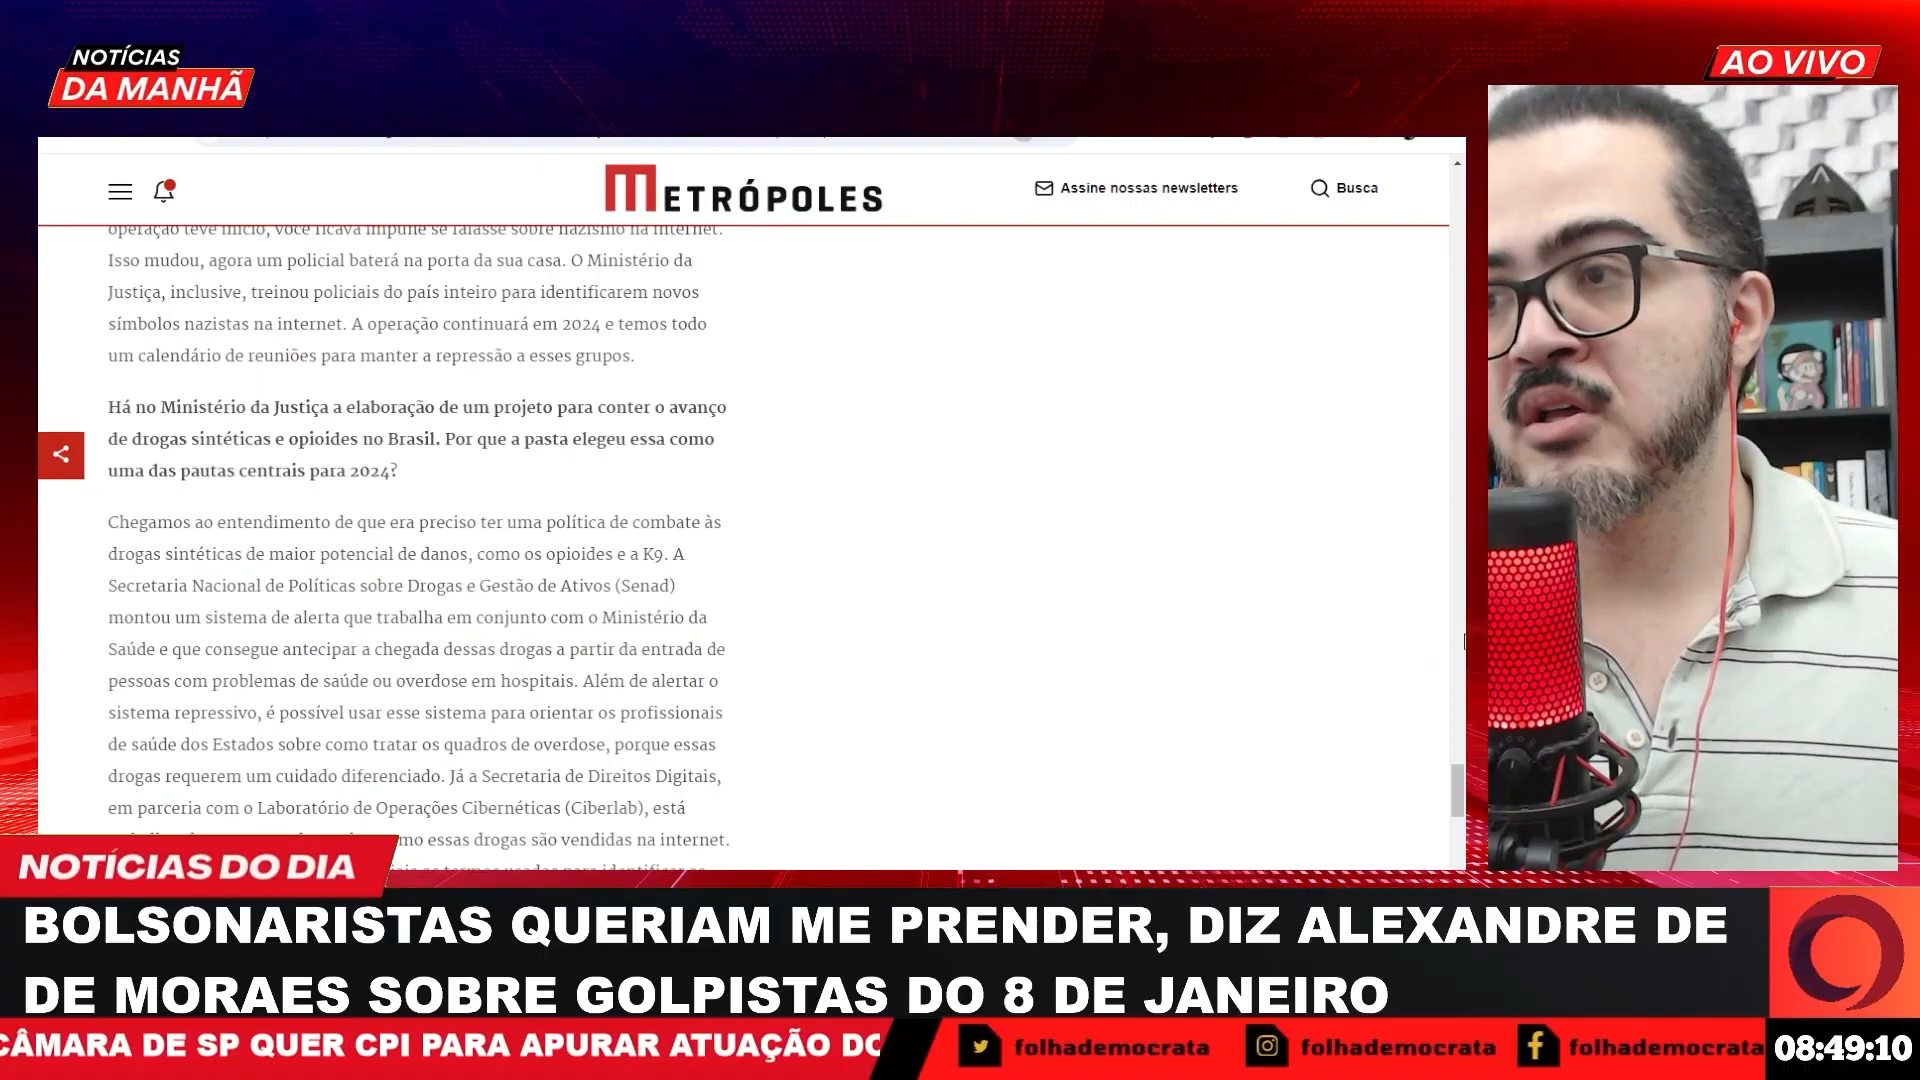 NOTÍCIAS
DA MANHÃ
AO VIVO
METRÓPOLES
Assine nossas newsletters
Busca
operação teve início, você ficava impune se falasse sobre nazismo na internet.
Isso mudou, agora um policial baterá na porta da sua casa. O Ministério da
Justiça, inclusive, treinou policiais do país inteiro para identificarem novos
símbolos nazistas na internet. A operação continuará em 2024 e temos todo
um calendário de reuniões para manter a repressão a esses grupos.
Há no Ministério da Justiça a elaboração de um projeto para conter o avanço
de drogas sintéticas e opioides no Brasil. Por que a pasta elegeu essa como
uma das pautas centrais para 2024?
Chegamos ao entendimento de que era preciso ter uma política de combate às
drogas sintéticas de maior potencial de danos, como os opioides e a K9. A
Secretaria Nacional de Políticas sobre Drogas e Gestão de Ativos (Senad)
montou um sistema de alerta que trabalha em conjunto com o Ministério da
Saúde e que consegue antecipar a chegada dessas drogas a partir da entrada de
pessoas com problemas de saúde ou overdose em hospitais. Além de alertar o
sistema repressivo, é possível usar esse sistema para orientar os profissionais
de saúde dos Estados sobre como tratar os quadros de overdose, porque essas
drogas requerem um cuidado diferenciado. Já a Secretaria de Direitos Digitais,
em parceria com o Laboratório de Operações Cibernéticas (Ciberlab), está
mo essas drogas são vendidas na internet.
NOTÍCIAS DO DIA
BOLSONARISTAS QUERIAM ME PRENDER, DIZ ALEXANDRE DE
DE MORAES SOBRE GOLPISTAS DO 8 DE JANEIRO
CÂMARA DE SP QUER CPI PARA APURAR ATUAÇÃO DO
folhademocrata
folhademocrata
folhademocrata
08:49:10